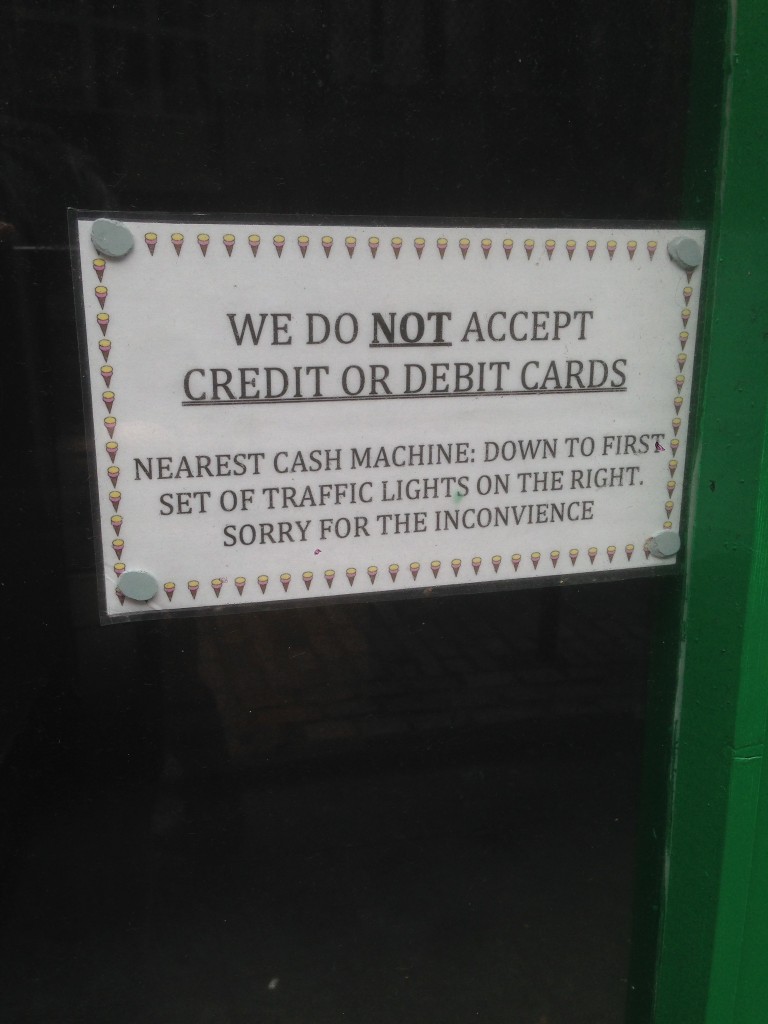 WE DO NOT ACCEPT
CREDIT OR DEBIT CARDS
NEAREST CASH MACHINE: DOWN TO FIRST
SET OF TRAFFIC LIGHTS ON THE RIGHT.
SORRY FOR THE INCONVIENCE